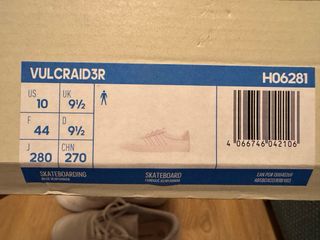 VULCRAID3R H06281
US 10 UK 9½
F 44 D 9½
J 280 CHN 270
4 066746 042106
SKATEBOARDING SKATEBOARD